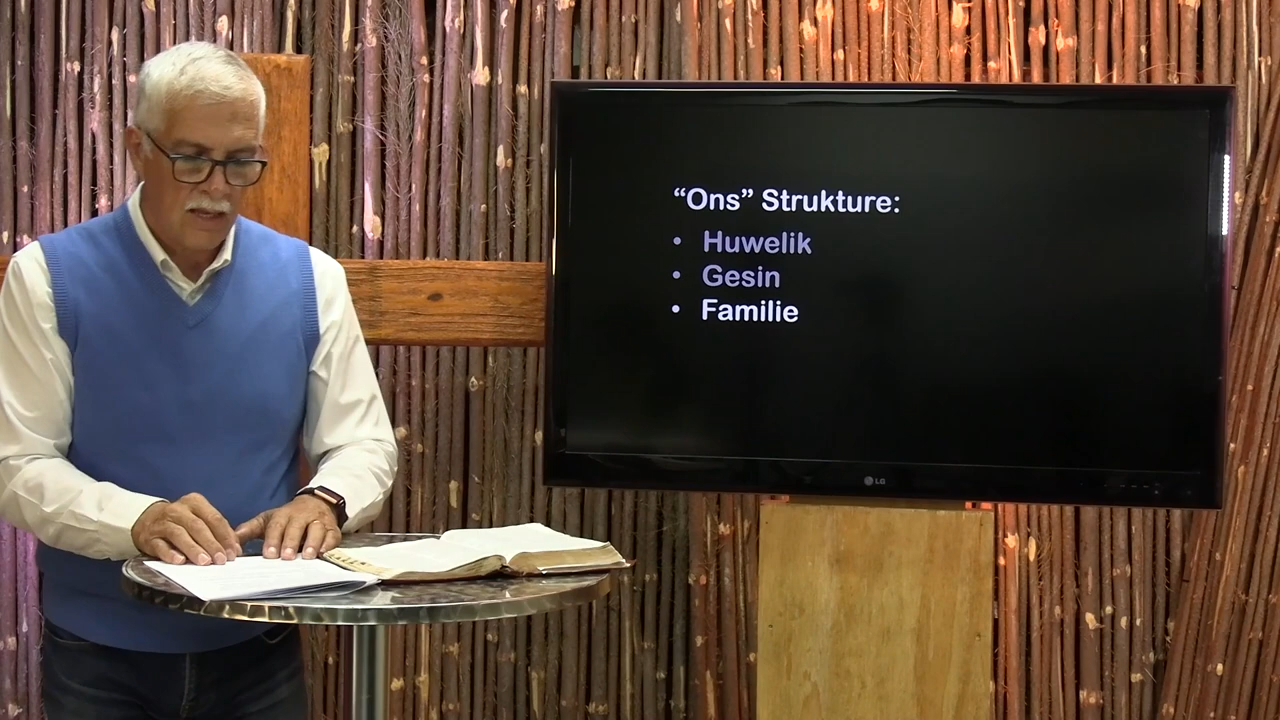 “Ons” Strukture:
• Huwelik
• Gesin
• Familie
LG